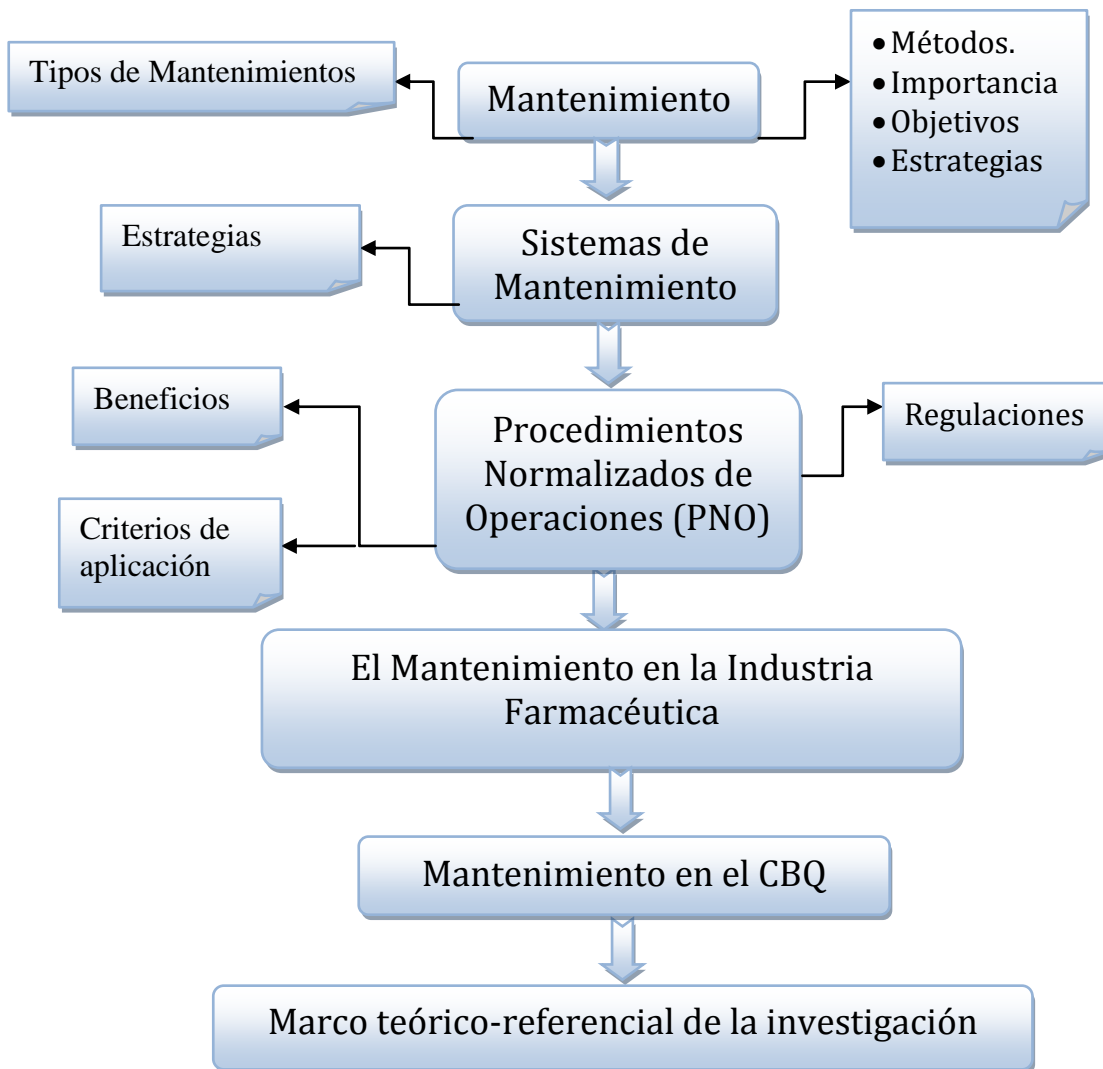 Tipos de Mantenimientos
Mantenimiento
• Métodos.
• Importancia
• Objetivos
• Estrategias
Estrategias
Sistemas de
Mantenimiento
Beneficios
Criterios de
aplicación
Procedimientos
Normalizados de
Operaciones (PNO)
Regulaciones
El Mantenimiento en la Industria
Farmacéutica
Mantenimiento en el CBQ
Marco teórico-referencial de la investigación